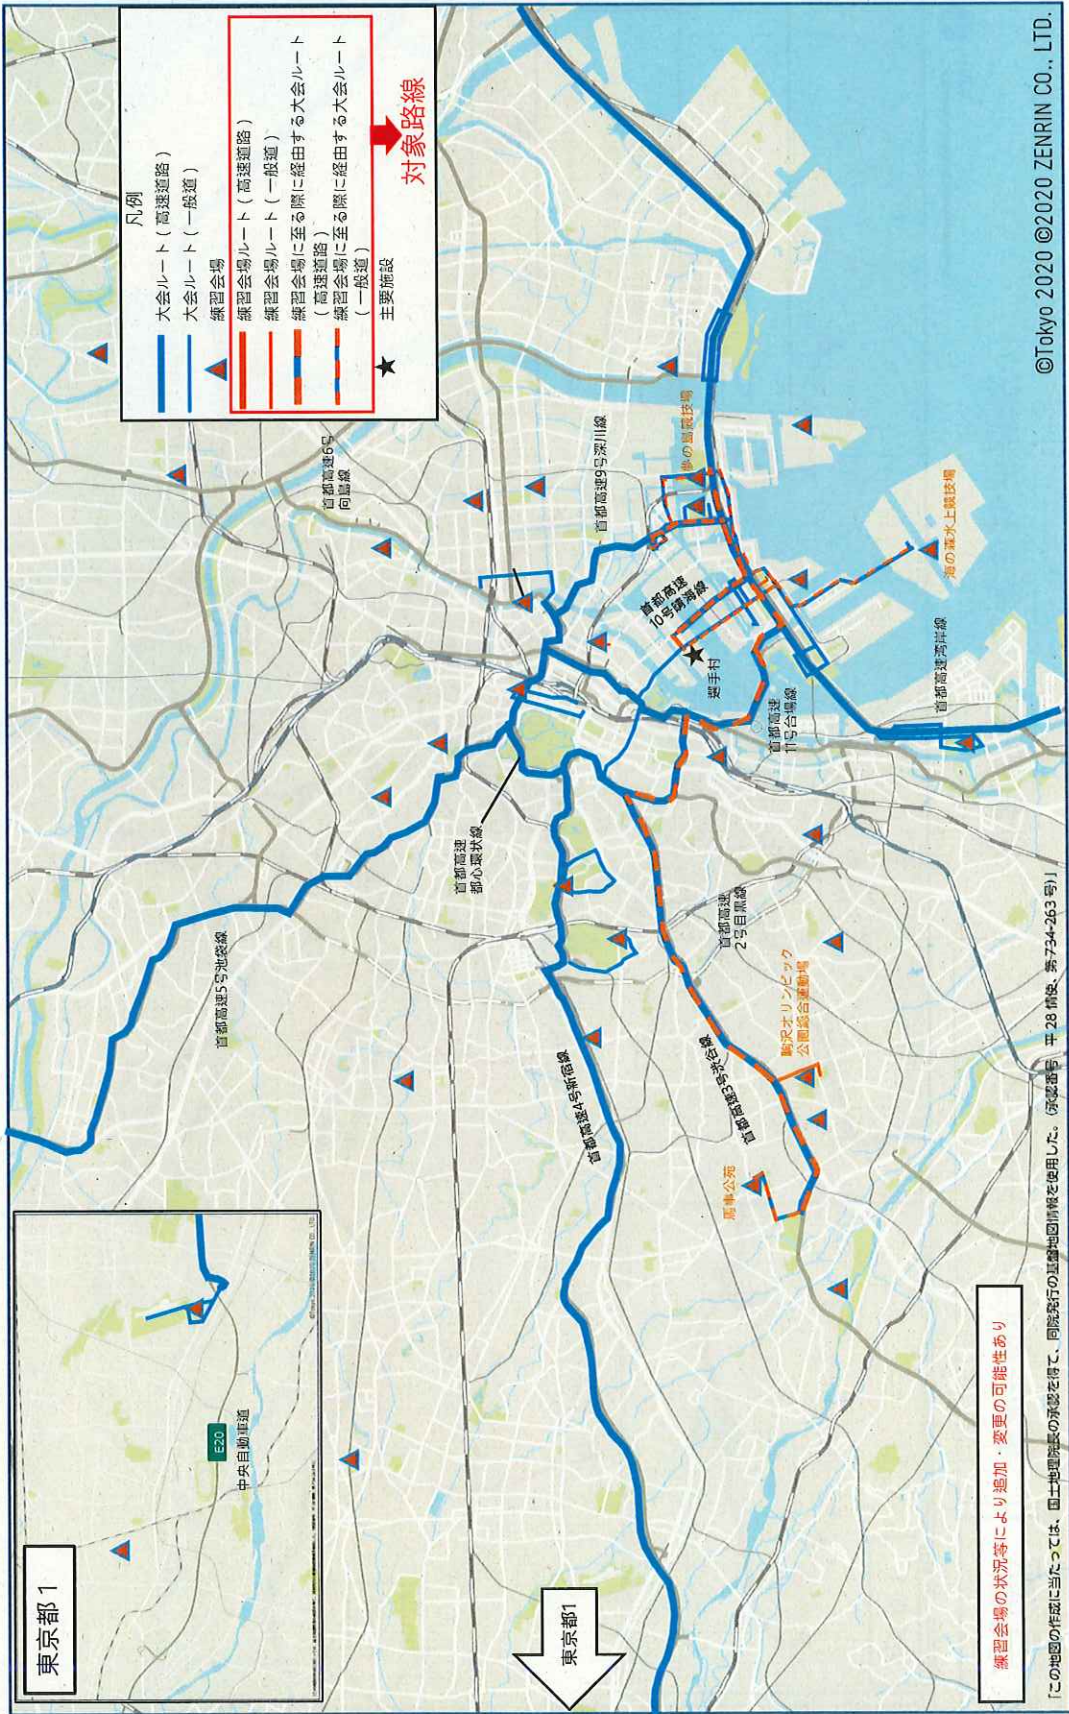 東京都1
E20
中央自動車道
凡例
大会ルート(高速道路)
大会ルート(一般道)
練習会場
練習会場ルート(高速道路)
練習会場ルート(一般道)
練習会場に至る際に経由する大会ルート
(高速道路)
練習会場に至る際に経由する大会ルート
(一般道)
主要施設
対象路線
首都高速5号池袋線
首都高速6号
向島線
首都高速
都心環状線
首都高速9号深川線
夢の島競技場
首都高速
10号晴海線
選手村
海の森水上競技場
首都高速4号新宿線
首都高速
2号目黒線
首都高速
11号台場線
首都高速湾岸線
首都高速3号渋谷線
駒沢オリンピック
公園総合運動場
馬事公苑
東京都1
練習会場の状況等により追加・変更の可能性あり
「この地図の作成に当たっては、国土地理院長の承認を得て、同院発行の基盤地図情報を使用した。(承認番号 平28情使、第734-263号)」
©Tokyo 2020 ©2020 ZENRIN CO., LTD.